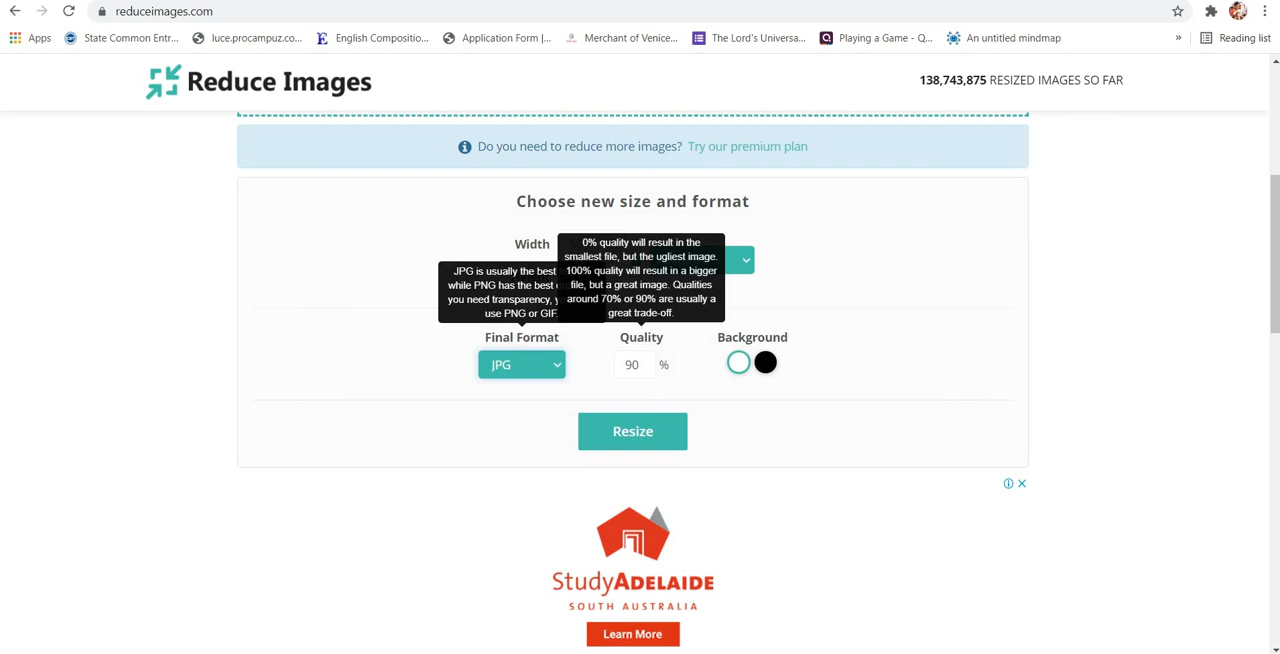 reduceimages.com
Apps
State Common Entr...
luce.procampuz.co...
English Compositio...
Application Form |...
Merchant of Venice...
The Lord's Universa...
Playing a Game - Q...
An untitled mindmap
»
Reading list
Reduce Images
138,743,875 RESIZED IMAGES SO FAR
Do you need to reduce more images? Try our premium plan
Choose new size and format
Width
0% quality will result in the
smallest file, but the ugliest image.
100% quality will result in a bigger
file, but a great image. Qualities
around 70% or 90% are usually a
great trade-off.
JPG is usually the best
while PNG has the best
you need transparency,
use PNG or GIF.
Final Format
Quality
Background
JPG
90 %
Resize
StudyADELAIDE
SOUTH AUSTRALIA
Learn More